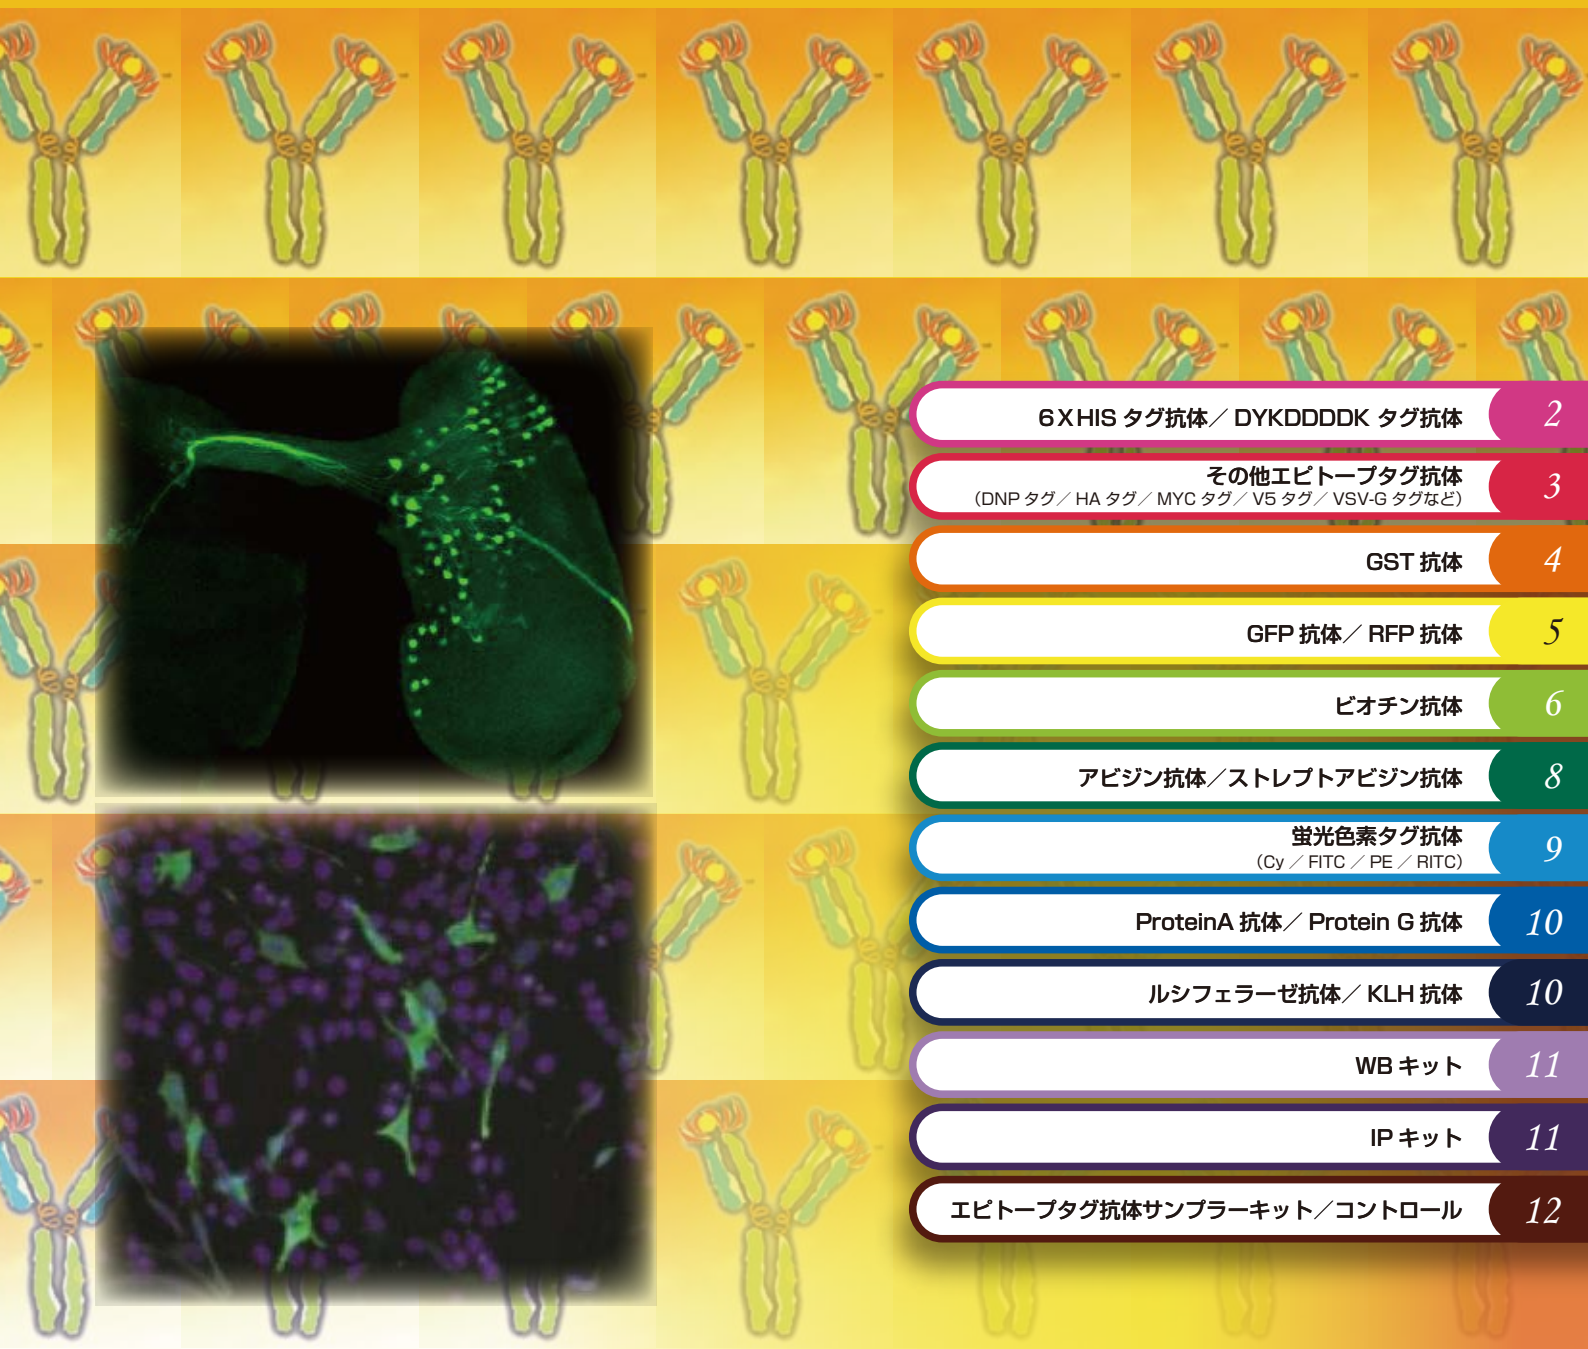 6XHIS タグ抗体／ DYKDDDDK タグ抗体 2
その他エピトープタグ抗体 3
（DNP タグ／ HA タグ／ MYC タグ／ V5 タグ／ VSV-G タグなど）
GST 抗体 4
GFP 抗体／ RFP 抗体 5
ビオチン抗体 6
アビジン抗体／ストレプトアビジン抗体 8
蛍光色素タグ抗体 9
（Cy ／ FITC ／ PE ／ RITC）
ProteinA 抗体／ Protein G 抗体 10
ルシフェラーゼ抗体／ KLH 抗体 10
WB キット 11
IP キット 11
エピトープタグ抗体サンプラーキット／コントロール 12